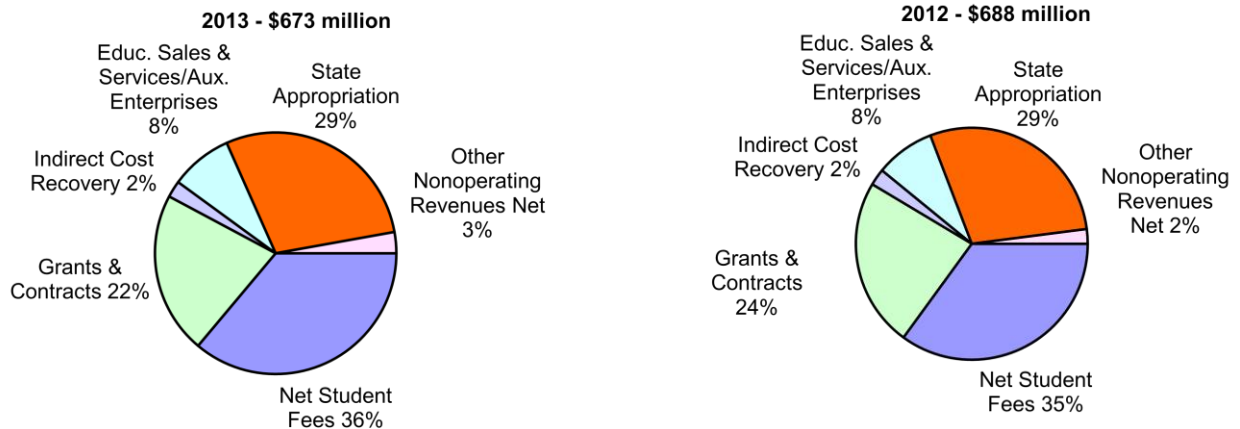 2013 - $673 million
Educ. Sales &
Services/Aux.
Enterprises
8%
State
Appropriation
29%
Indirect Cost
Recovery 2%
Other
Nonoperating
Revenues Net
3%
Grants &
Contracts 22%
Net Student
Fees 36%
2012 - $688 million
Educ. Sales &
Services/Aux.
Enterprises
8%
State
Appropriation
29%
Indirect Cost
Recovery 2%
Other
Nonoperating
Revenues
Net 2%
Grants &
Contracts
24%
Net Student
Fees 35%